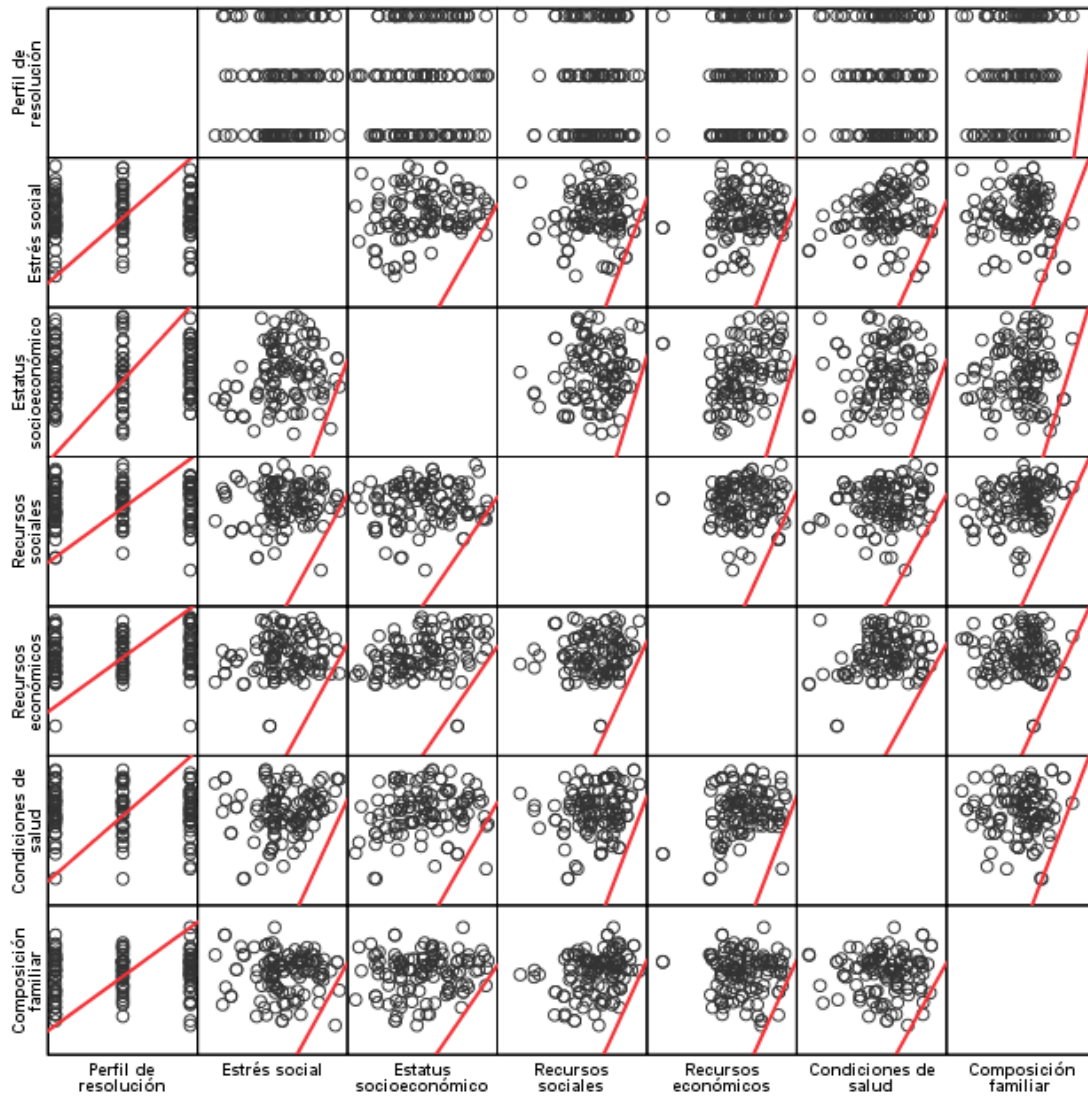 Perfil de
resolución
Estrés social
Estatus
socioeconómico
Recursos
sociales
Recursos
económicos
Condiciones de
salud
Composición
familiar
Perfil de
resolución
Estrés social
Estatus
socioeconómico
Recursos
sociales
Recursos
económicos
Condiciones de
salud
Composición
familiar